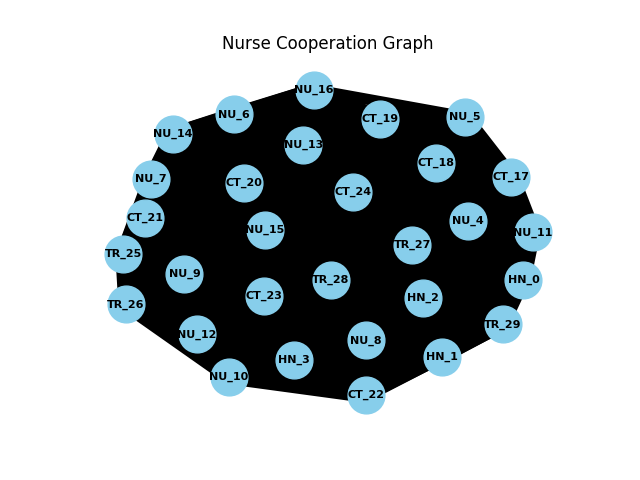 Nurse Cooperation Graph
NU_16
NU_6
NU_5
CT_19
NU_14
NU_13
CT_18
CT_17
NU_7
CT_20
CT_24
CT_21
NU_4
NU_15
NU_11
TR_27
TR_25
NU_9
TR_28
HN_0
CT_23
HN_2
TR_26
TR_29
NU_12
NU_8
HN_1
HN_3
NU_10
CT_22